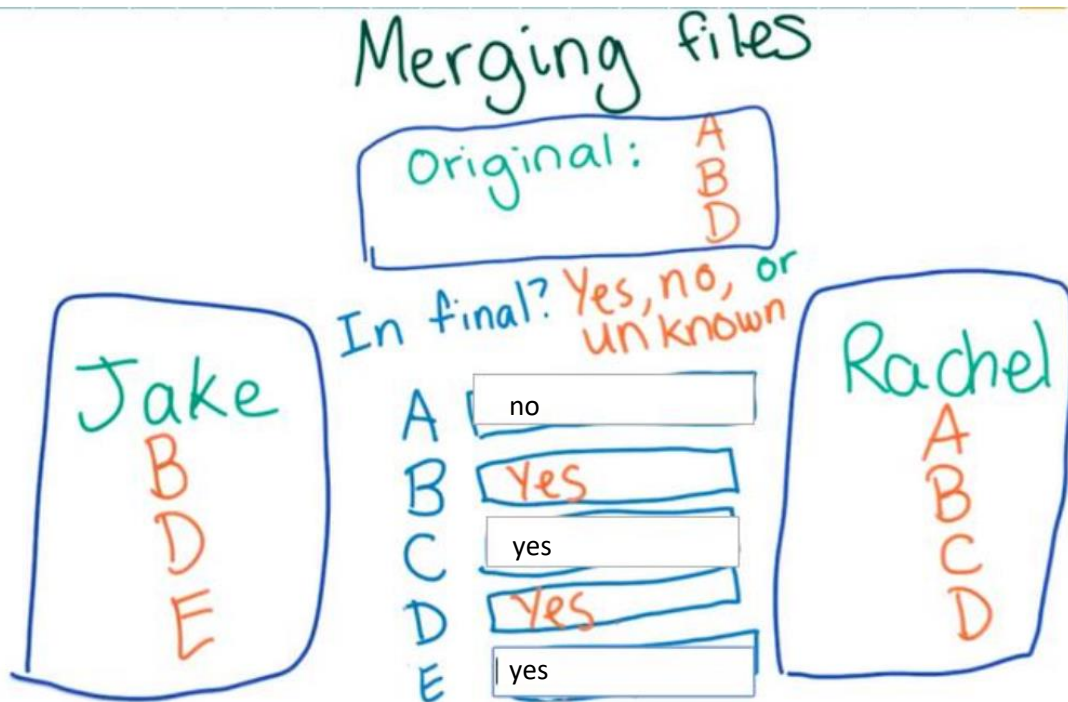 Merging files
Original: A
B
D
In final? Yes, no, or
unknown
Jake
B
D
E
A no
B Yes
C yes
D Yes
E yes
Rachel
A
B
C
D